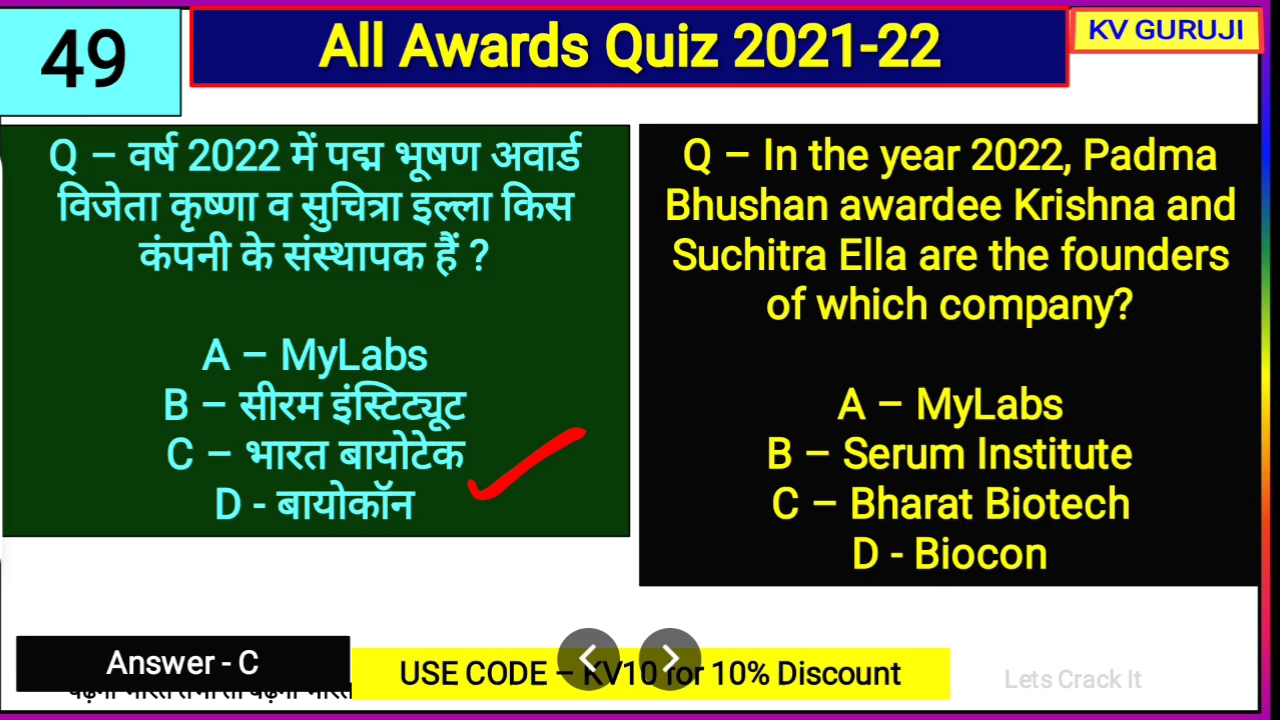 49
All Awards Quiz 2021-22
KV GURUJI
Q – वर्ष 2022 में पद्म भूषण अवार्ड
विजेता कृष्णा व सुचित्रा इल्ला किस
कंपनी के संस्थापक हैं ?
A – MyLabs
B – सीरम इंस्टिट्यूट
C – भारत बायोटेक
D - बायोकॉन
Q – In the year 2022, Padma
Bhushan awardee Krishna and
Suchitra Ella are the founders
of which company?
A – MyLabs
B – Serum Institute
C – Bharat Biotech
D - Biocon
Answer - C
USE CODE – KV10 for 10% Discount
Lets Crack It